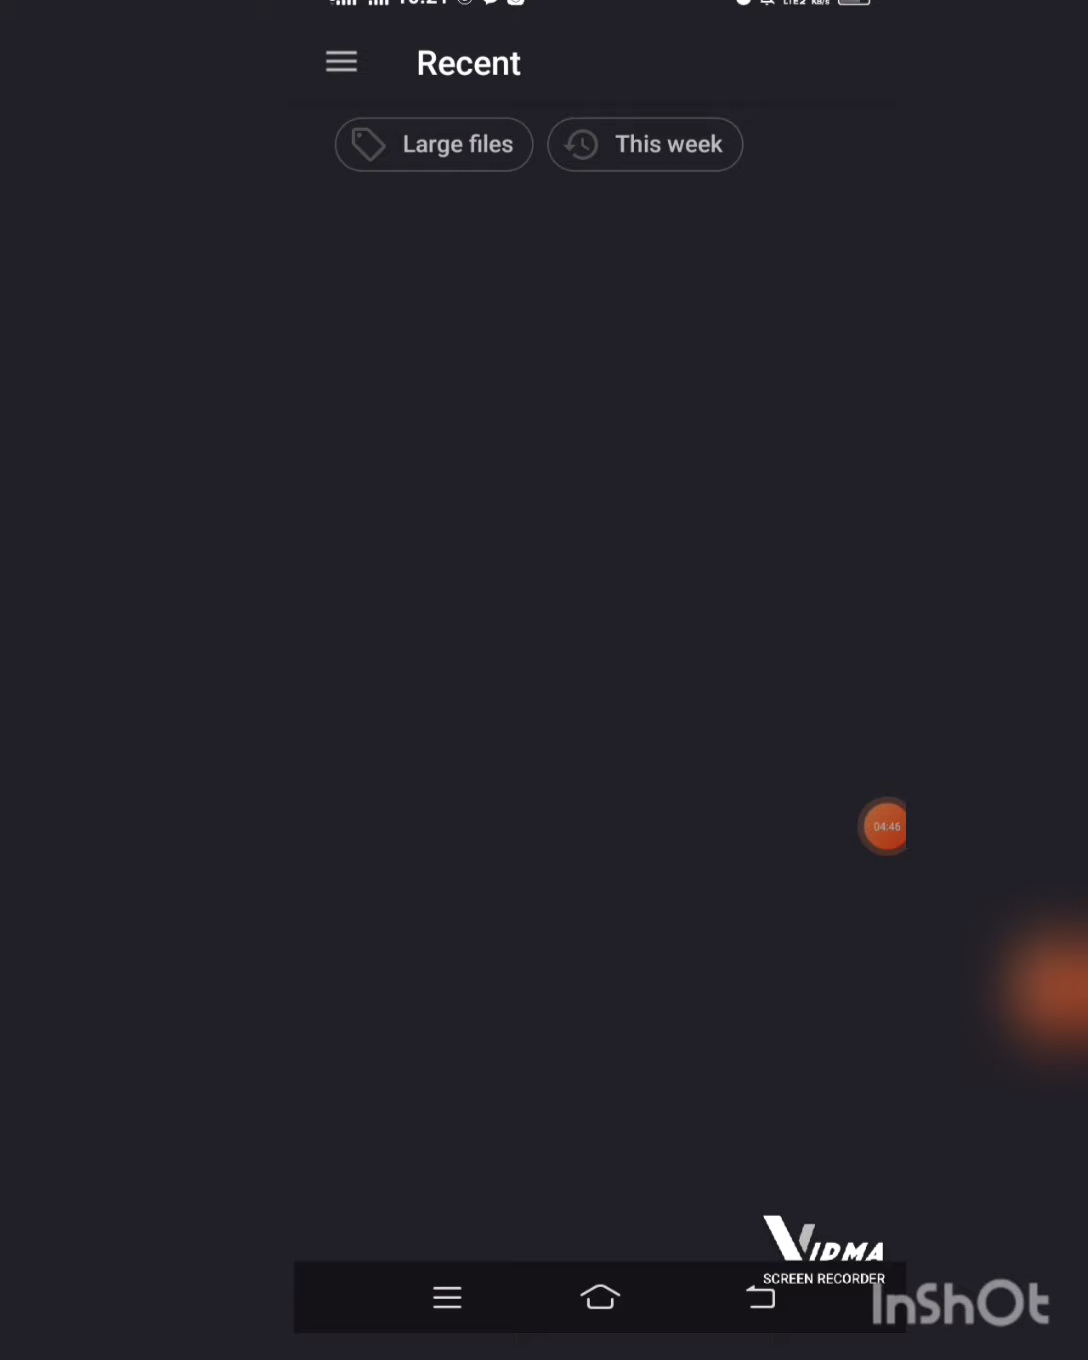 Recent
Large files
This week
04:46
VIDMA
SCREEN RECORDER
InShOt